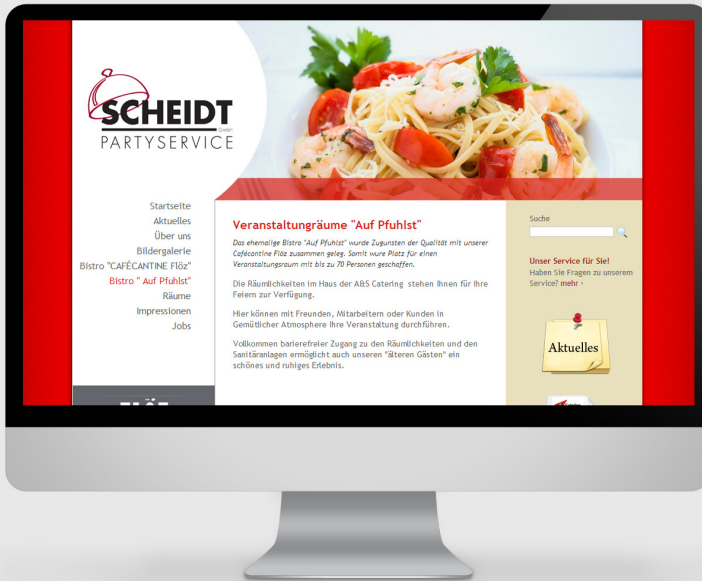 SCHEIDT
GmbH
PARTYSERVICE
Startseite
Aktuelles
Über uns
Bildergalerie
Bistro "CAFÉCANTINE Flöz"
Bistro " Auf Pfuhlst"
Räume
Impressionen
Jobs
Veranstaltungräume "Auf Pfuhlst"
Das ehemalige Bistro "Auf Pfuhlst" wurde Zugunsten der Qualität mit unserer
Cafécantine Flöz zusammen geleg. Somit wure Platz für einen
Veranstaltungsraum mit bis zu 70 Personen geschaffen.
Die Räumlichkeiten im Haus der A&S Catering stehen Ihnen für Ihre
Feiern zur Verfügung.
Hier können mit Freunden, Mitarbeitern oder Kunden in
Gemütlicher Atmosphere Ihre Veranstaltung durchführen.
Vollkommen barierefreier Zugang zu den Räumlichkeiten und den
Sanitäranlagen ermöglicht auch unseren "älteren Gästen" ein
schönes und ruhiges Erlebnis.
Suche
Unser Service für Sie!
Haben Sie Fragen zu unserem
Service? mehr ›
Aktuelles